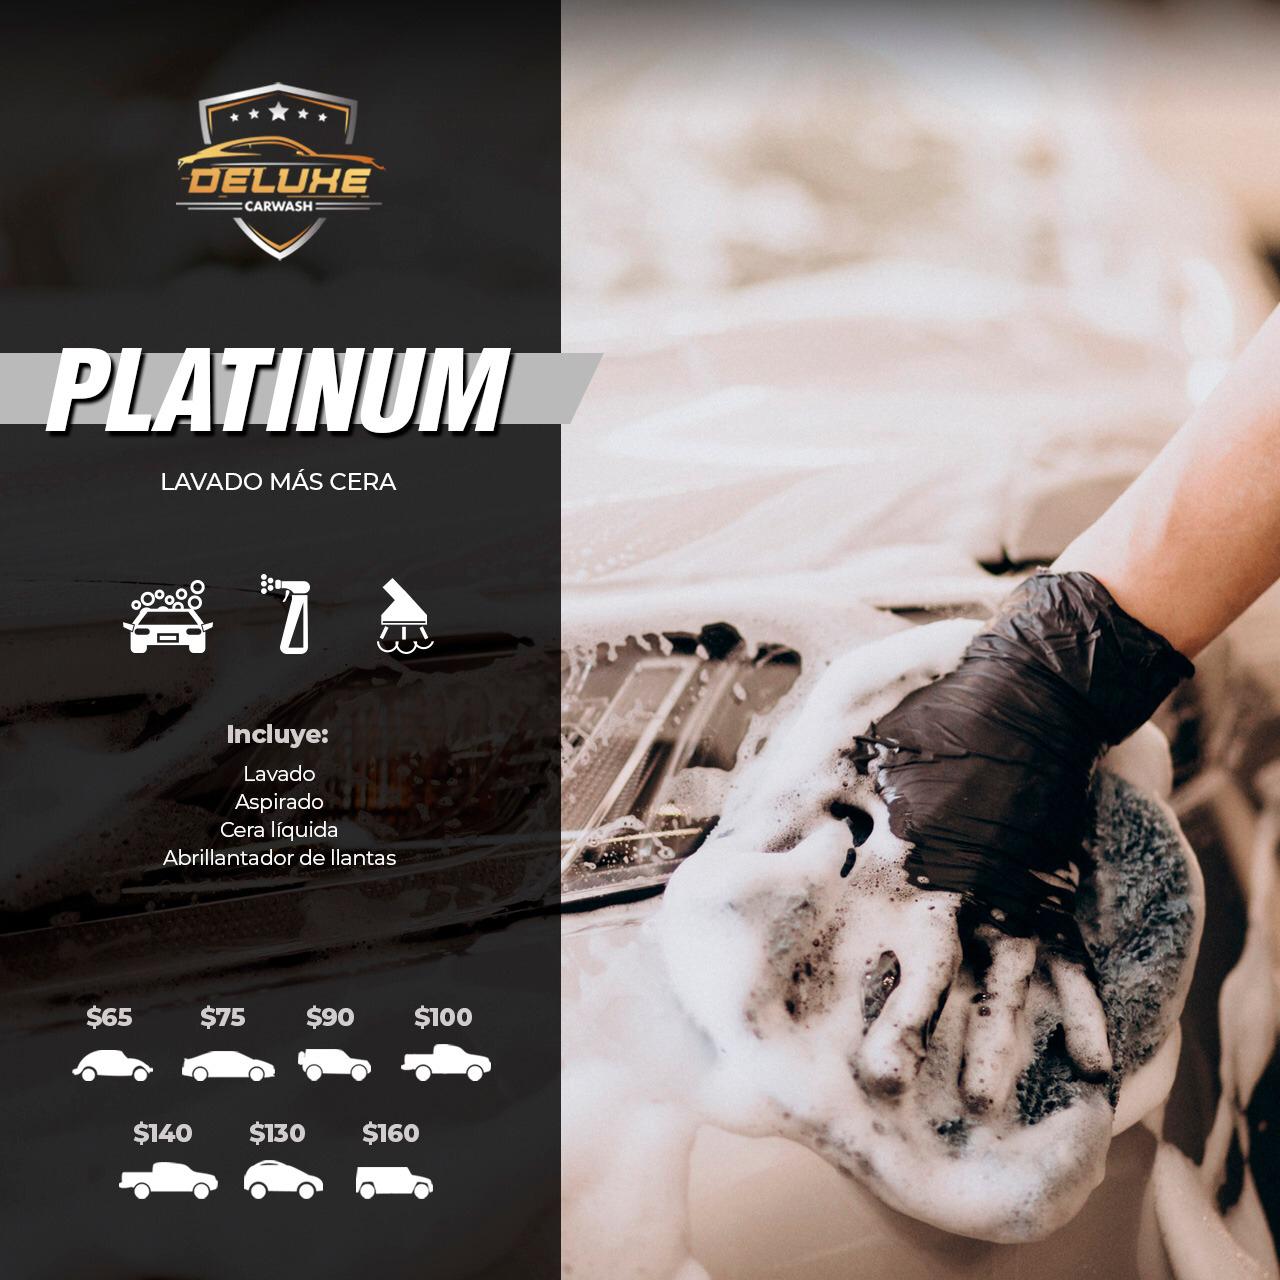 DELUXE
CARWASH
PLATINUM
LAVADO MÁS CERA
Incluye:
Lavado
Aspirado
Cera líquida
Abrillantador de llantas
$65 $75 $90 $100
$140 $130 $160